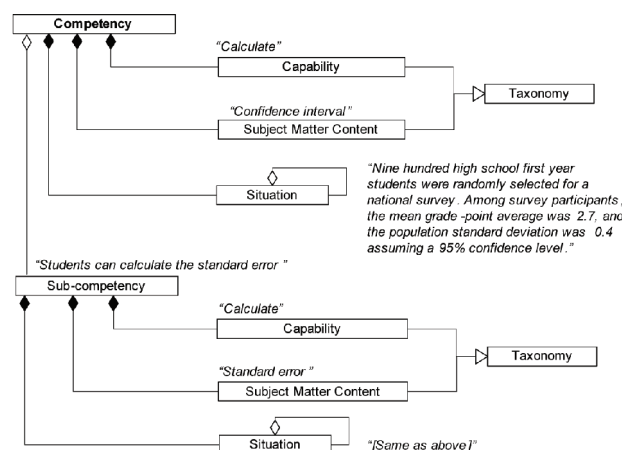 Competency
"Calculate"
Capability
Taxonomy
"Confidence interval"
Subject Matter Content
"Nine hundred high school first year
students were randomly selected for a
national survey. Among survey participants,
the mean grade-point average was 2.7, and
the population standard deviation was 0.4
assuming a 95% confidence level."
Situation
"Students can calculate the standard error"
Sub-competency
"Calculate"
Capability
Taxonomy
"Standard error"
Subject Matter Content
Situation
"[Same as above]"